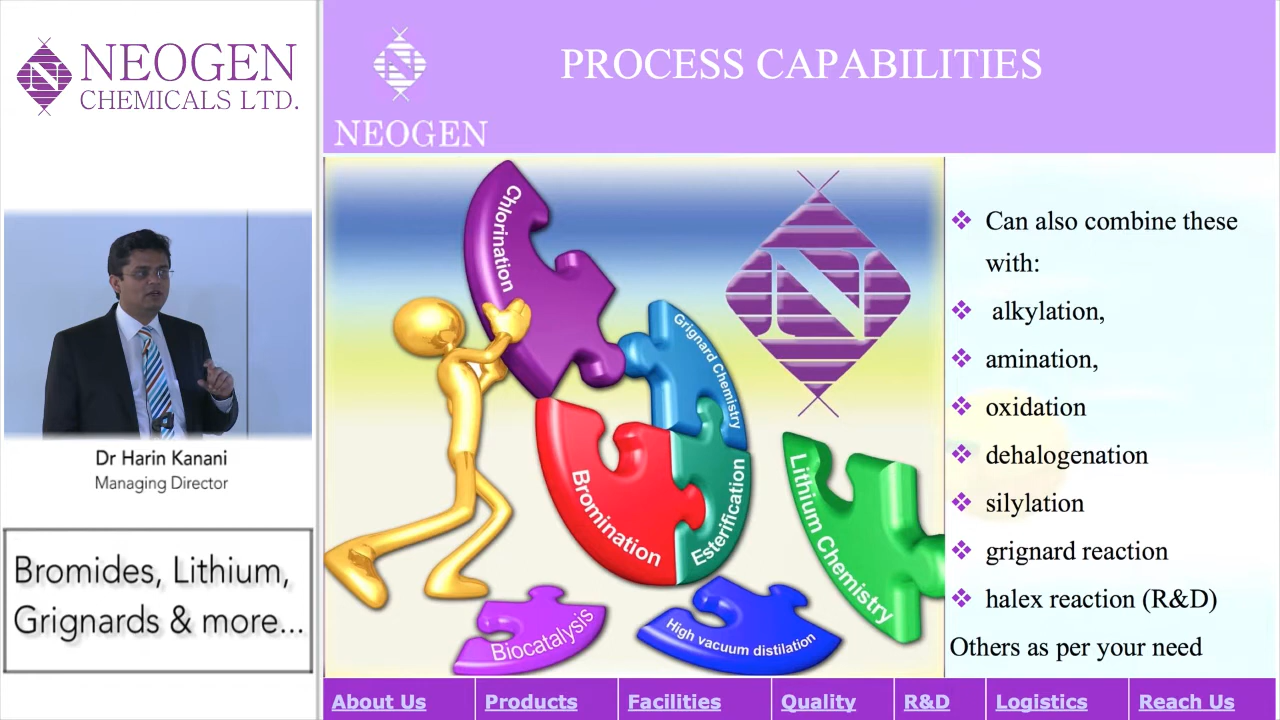 NEOGEN
CHEMICALS LTD.
Dr Harin Kanani
Managing Director
Bromides, Lithium,
Grignards & more...
NEOGEN
PROCESS CAPABILITIES
Chlorination
Grignard Chemistry
Bromination
Esterification
Lithium Chemistry
Biocatalysis
High vacuum distilation
❖ Can also combine these
with:
❖ alkylation,
❖ amination,
❖ oxidation
❖ dehalogenation
❖ silylation
❖ grignard reaction
❖ halex reaction (R&D)
Others as per your need
About Us Products Facilities Quality R&D Logistics Reach Us